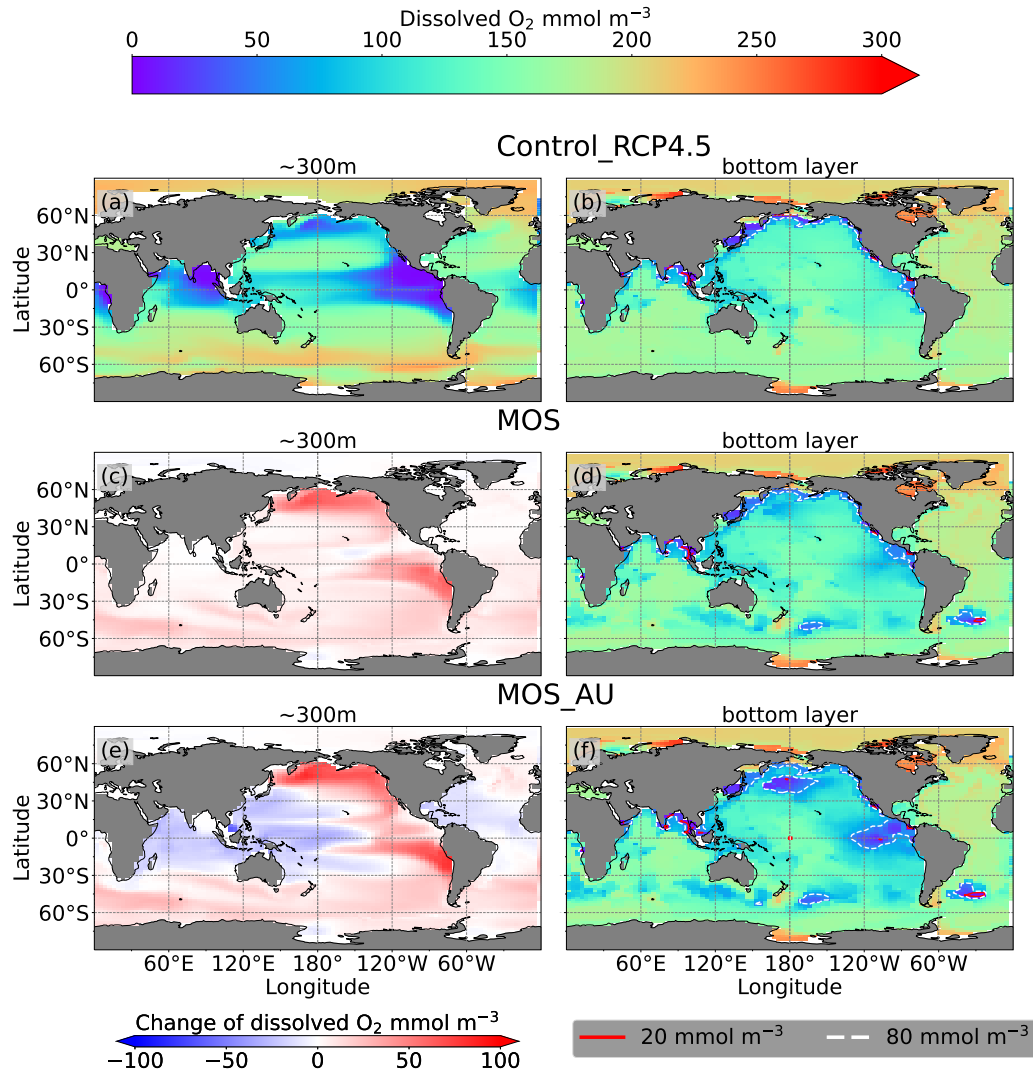 Dissolved O₂ mmol m⁻³
0 50 100 150 200 250 300
Control_RCP4.5
~300m bottom layer
(a) (b)
60°N
30°N
0°
30°S
60°S
Latitude
MOS
~300m bottom layer
(c) (d)
60°N
30°N
0°
30°S
60°S
Latitude
MOS_AU
~300m bottom layer
(e) (f)
60°N
30°N
0°
30°S
60°S
Latitude
60°E 120°E 180° 120°W 60°W 60°E 120°E 180° 120°W 60°W
Longitude Longitude
Change of dissolved O₂ mmol m⁻³
−100 −50 0 50 100
20 mmol m⁻³ 80 mmol m⁻³